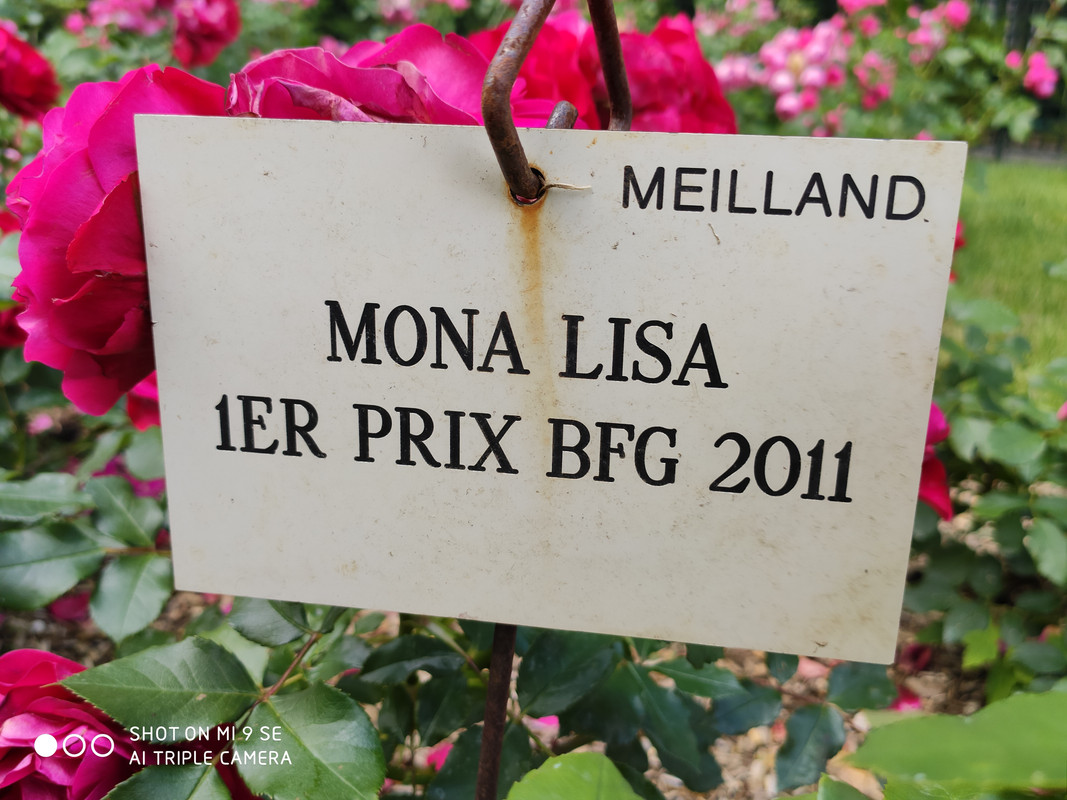 MEILLAND
MONA LISA
1ER PRIX BFG 2011
SHOT ON MI 9 SE
AI TRIPLE CAMERA